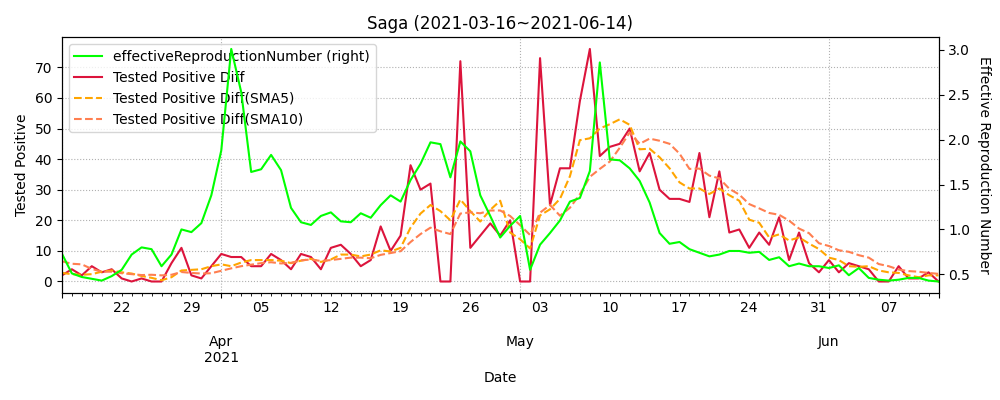 Saga (2021-03-16~2021-06-14)
effectiveReproductionNumber (right)
Tested Positive Diff
Tested Positive Diff(SMA5)
Tested Positive Diff(SMA10)
Tested Positive
70
60
50
40
30
20
10
0
3.0
2.5
2.0
1.5
1.0
0.5
Effective Reproduction Number
22 29 05 12 19 26 03 10 17 24 31 07
Apr May Jun
2021
Date